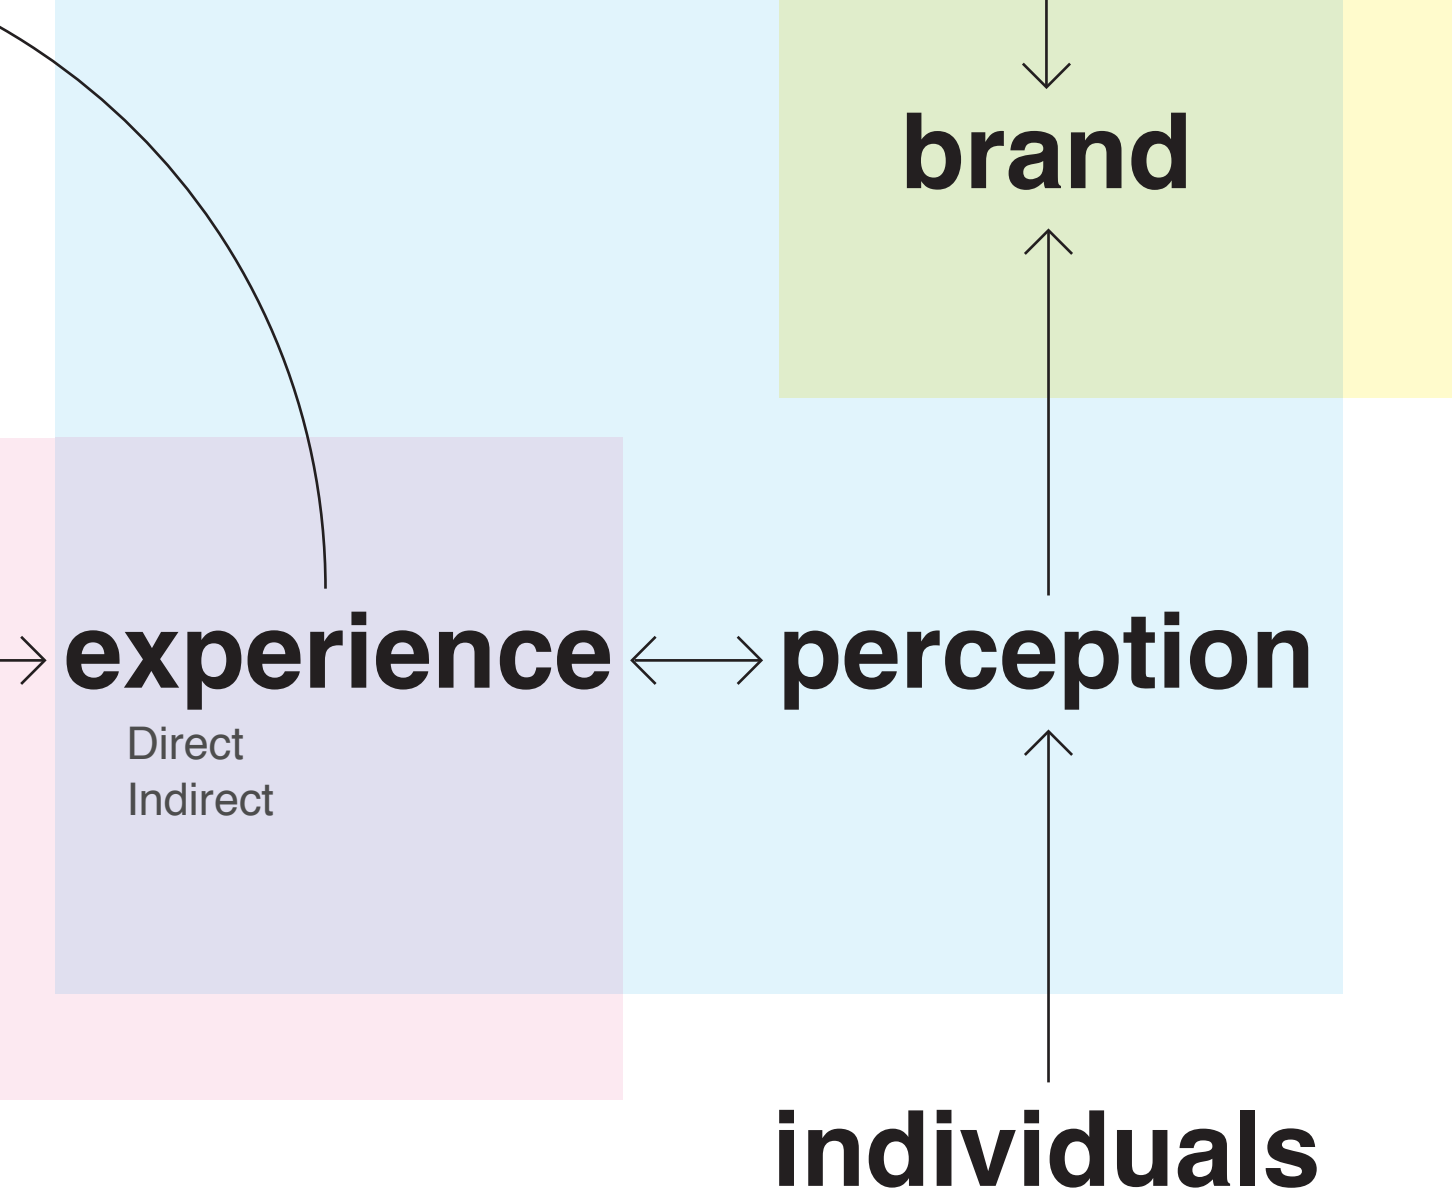 brand
experience
perception
Direct
Indirect
individuals